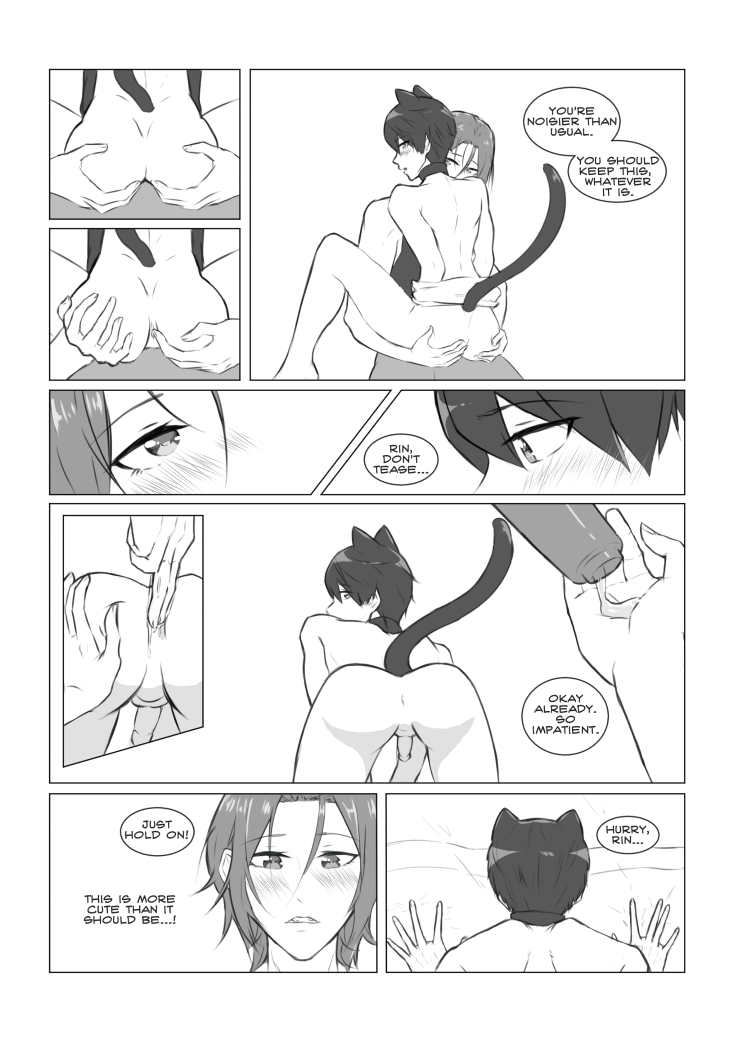 YOU'RE
NOISIER THAN
USUAL.
YOU SHOULD
KEEP THIS,
WHATEVER
IT IS.
RIN,
DON'T
TEASE...
OKAY
ALREADY.
SO
IMPATIENT.
JUST
HOLD ON!
THIS IS MORE
CUTE THAN IT
SHOULD BE...!
HURRY,
RIN...